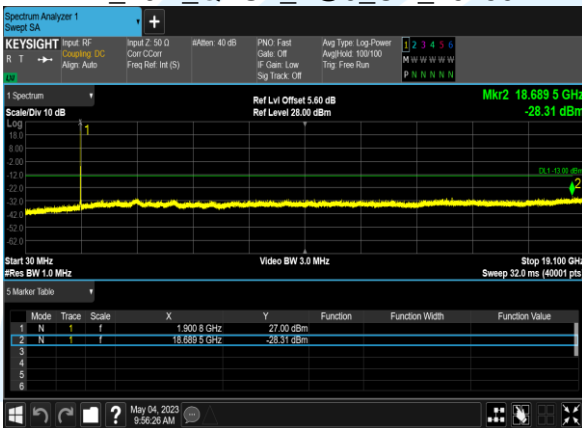 Spectrum Analyzer 1
Swept SA
KEYSIGHT
R T
LW
Input: RF
Coupling: DC
Align: Auto
Input Z: 50 Ω
Corr CCorr
Freq Ref: Int (S)
#Atten: 40 dB
PNO: Fast
Gate: Off
IF Gain: Low
Sig Track: Off
Avg Type: Log-Power
Avg|Hold: 100/100
Trig: Free Run
1 2 3 4 5 6
M W W W W W
P N N N N N
1 Spectrum
Scale/Div 10 dB
Ref Lvl Offset 5.60 dB
Ref Level 28.00 dBm
Mkr2 18.689 5 GHz
-28.31 dBm
Log
18.0
8.00
-2.00
-12.0
-22.0
-32.0
-42.0
-52.0
-62.0
1
DL1 -13.00 dBm
2
Start 30 MHz
#Res BW 1.0 MHz
Video BW 3.0 MHz
Stop 19.100 GHz
Sweep 32.0 ms (40001 pts)
5 Marker Table
Mode Trace Scale X Y Function Function Width Function Value
1 N 1 f 1.900 8 GHz 27.00 dBm
2 N 1 f 18.689 5 GHz -28.31 dBm
3
4
5
6
?
May 04, 2023
9:56:26 AM